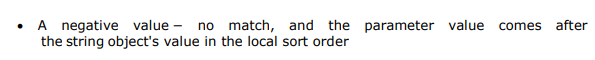 • A negative value – no match, and the parameter value comes after
the string object's value in the local sort order